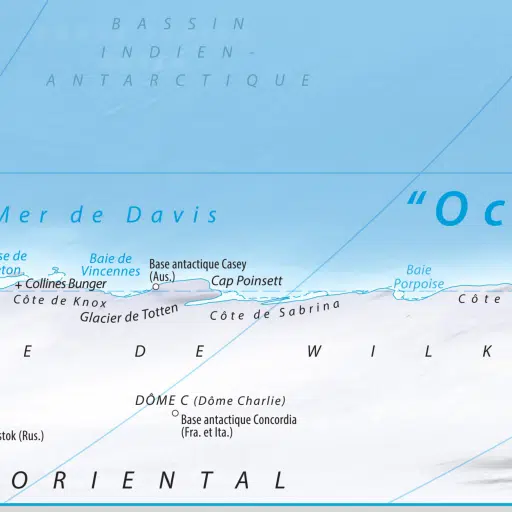 BASSIN
INDIEN-
ANTARCTIQUE
Mer de Davis
"Oc
se de
Baie de
Vincennes
Base antactique Casey
(Aus.)
+ Collines Bunger
Cap Poinsett
Baie
Porpoise
Côte de Knox
Glacier de Totten
Côte de Sabrina
Côte
E DE WILK
DÔME C (Dôme Charlie)
Base antactique Concordia
(Fra. et Ita.)
stok (Rus.)
ORIENTAL